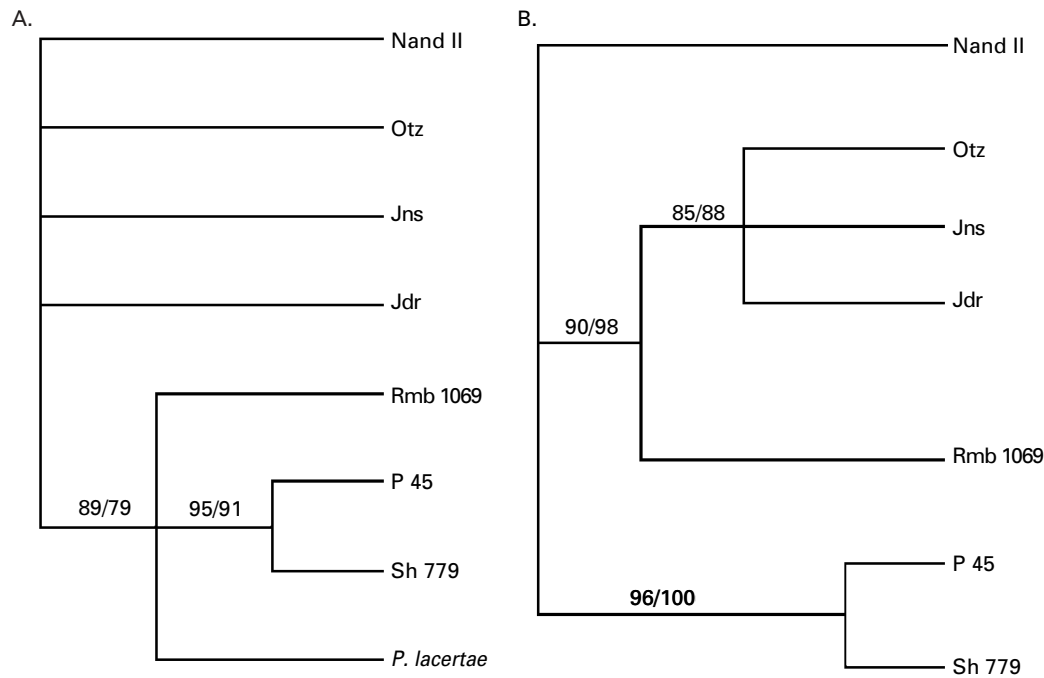 A.
Nand II
Otz
Jns
Jdr
Rmb 1069
89/79
95/91
P 45
Sh 779
P. lacertae
B.
Nand II
Otz
85/88
Jns
Jdr
90/98
Rmb 1069
P 45
96/100
Sh 779